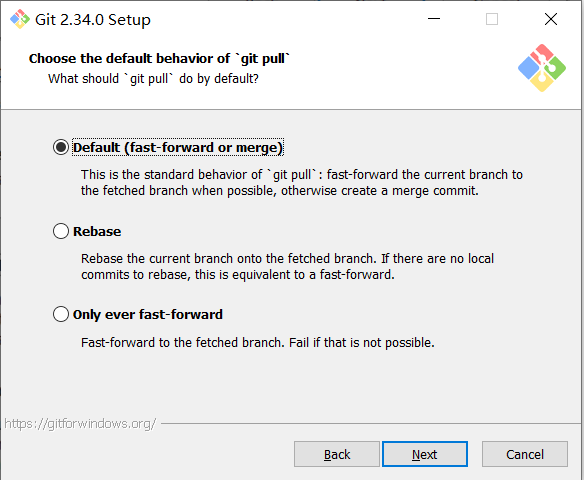 Git 2.34.0 Setup
Choose the default behavior of `git pull`
What should `git pull` do by default?
Default (fast-forward or merge)
This is the standard behavior of `git pull`: fast-forward the current branch to
the fetched branch when possible, otherwise create a merge commit.
Rebase
Rebase the current branch onto the fetched branch. If there are no local
commits to rebase, this is equivalent to a fast-forward.
Only ever fast-forward
Fast-forward to the fetched branch. Fail if that is not possible.
https://gitforwindows.org/
Back Next Cancel